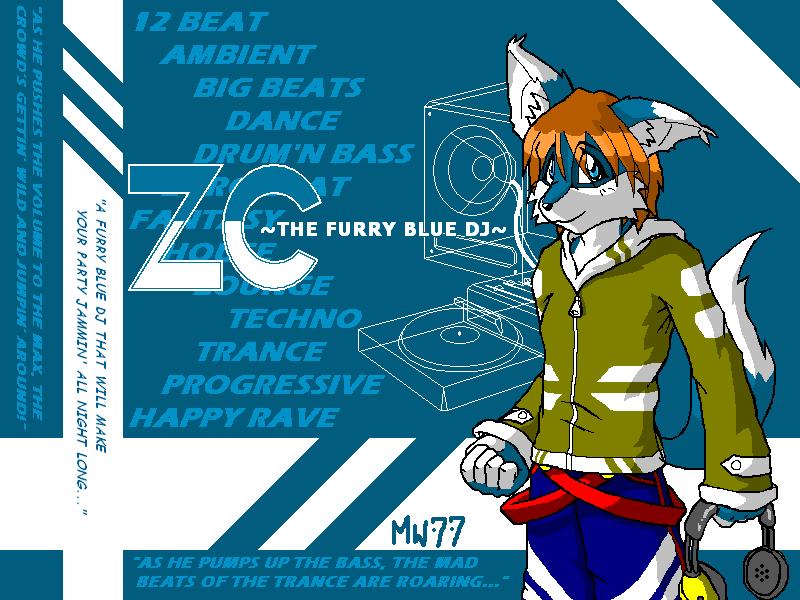 12 BEAT
AMBIENT
BIG BEATS
DANCE
DRUM'N BASS
FANTASY
HOUSE
LOUNGE
TECHNO
TRANCE
PROGRESSIVE
HAPPY RAVE
ZC
~THE FURRY BLUE DJ~
"AS HE PUSHES THE VOLUME TO THE MAX, THE
CROWD'S GETTIN' WILD AND JUMPIN' AROUND!"
"A FURRY BLUE DJ THAT WILL MAKE
YOUR PARTY JAMMIN' ALL NIGHT LONG..."
MW77
"AS HE PUMPS UP THE BASS, THE MAD
BEATS OF THE TRANCE ARE ROARING..."